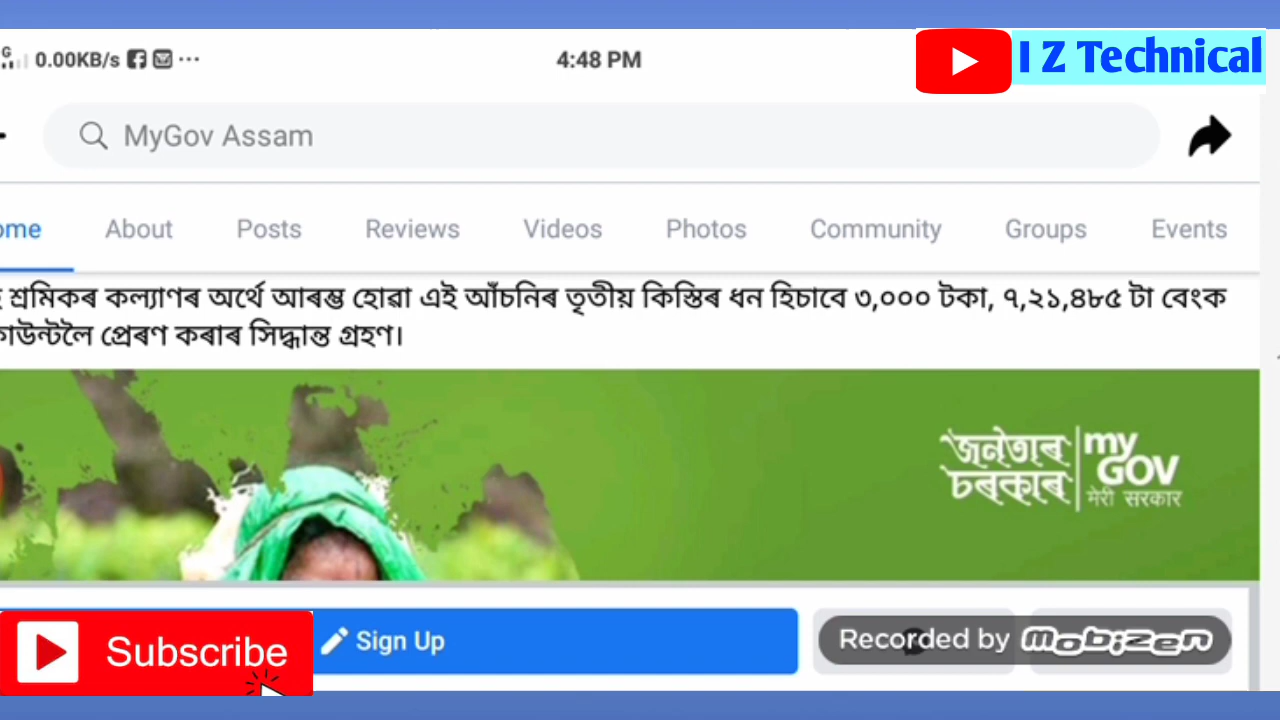 G 0.00KB/s ...
4:48 PM
I Z Technical
MyGov Assam
ome About Posts Reviews Videos Photos Community Groups Events
শ্ৰমিকৰ কল্যাণৰ অৰ্থে আৰম্ভ হোৱা এই আঁচনিৰ তৃতীয় কিস্তিৰ ধন হিচাবে ৩,০০০ টকা, ৭,২১,৪৮৫ টা বেংক
কাউন্টলৈ প্ৰেৰণ কৰাৰ সিদ্ধান্ত গ্ৰহণ।
জনতাৰ
চৰকাৰ
my
GOV
मेरी सरकार
Subscribe
Sign Up
Recorded by mobizen